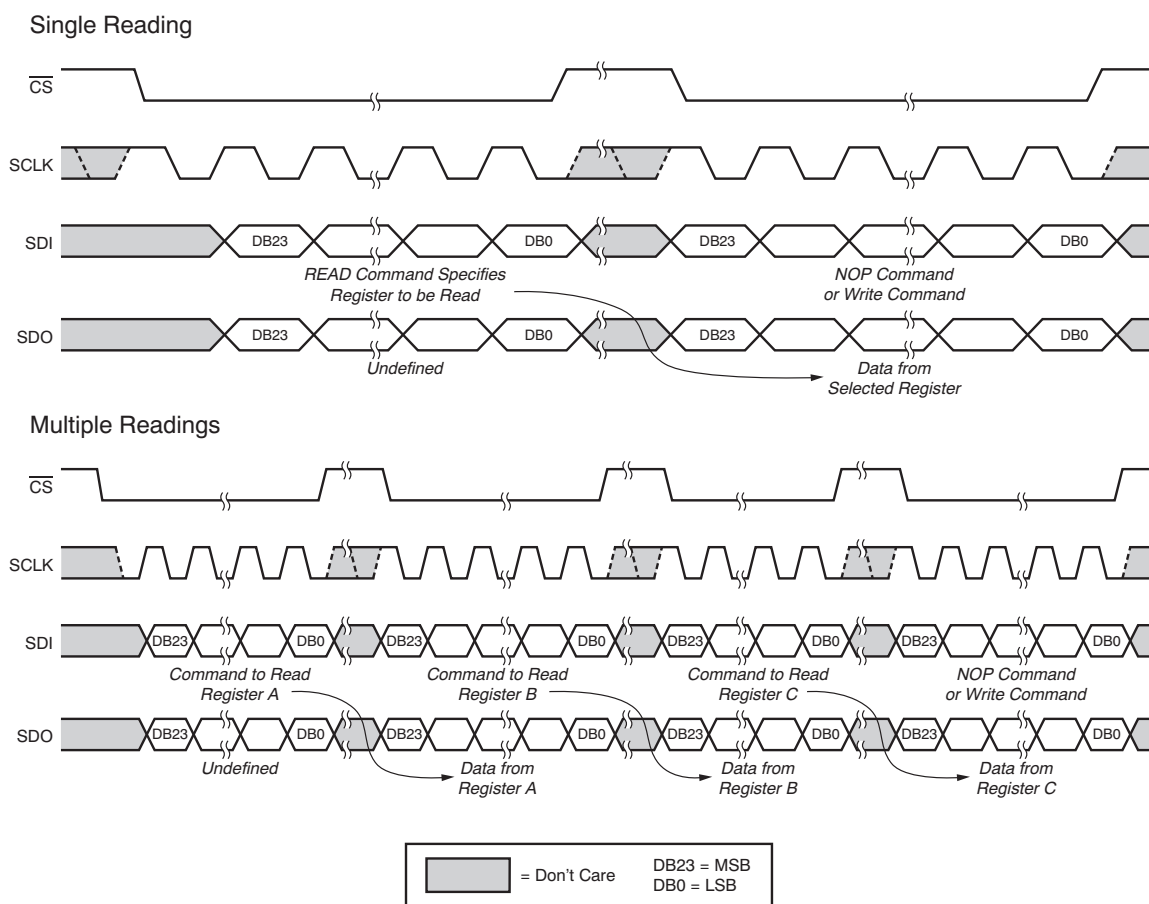 Single Reading
CS
SCLK
SDI
DB23
DB0
DB23
DB0
READ Command Specifies
Register to be Read
NOP Command
or Write Command
SDO
DB23
DB0
DB23
DB0
Undefined
Data from
Selected Register
Multiple Readings
CS
SCLK
SDI
DB23
DB0
DB23
DB0
DB23
DB0
DB23
DB0
Command to Read
Register A
Command to Read
Register B
Command to Read
Register C
NOP Command
or Write Command
SDO
DB23
DB0
DB23
DB0
DB23
DB0
DB23
DB0
Undefined
Data from
Register A
Data from
Register B
Data from
Register C
= Don't Care
DB23 = MSB
DB0 = LSB